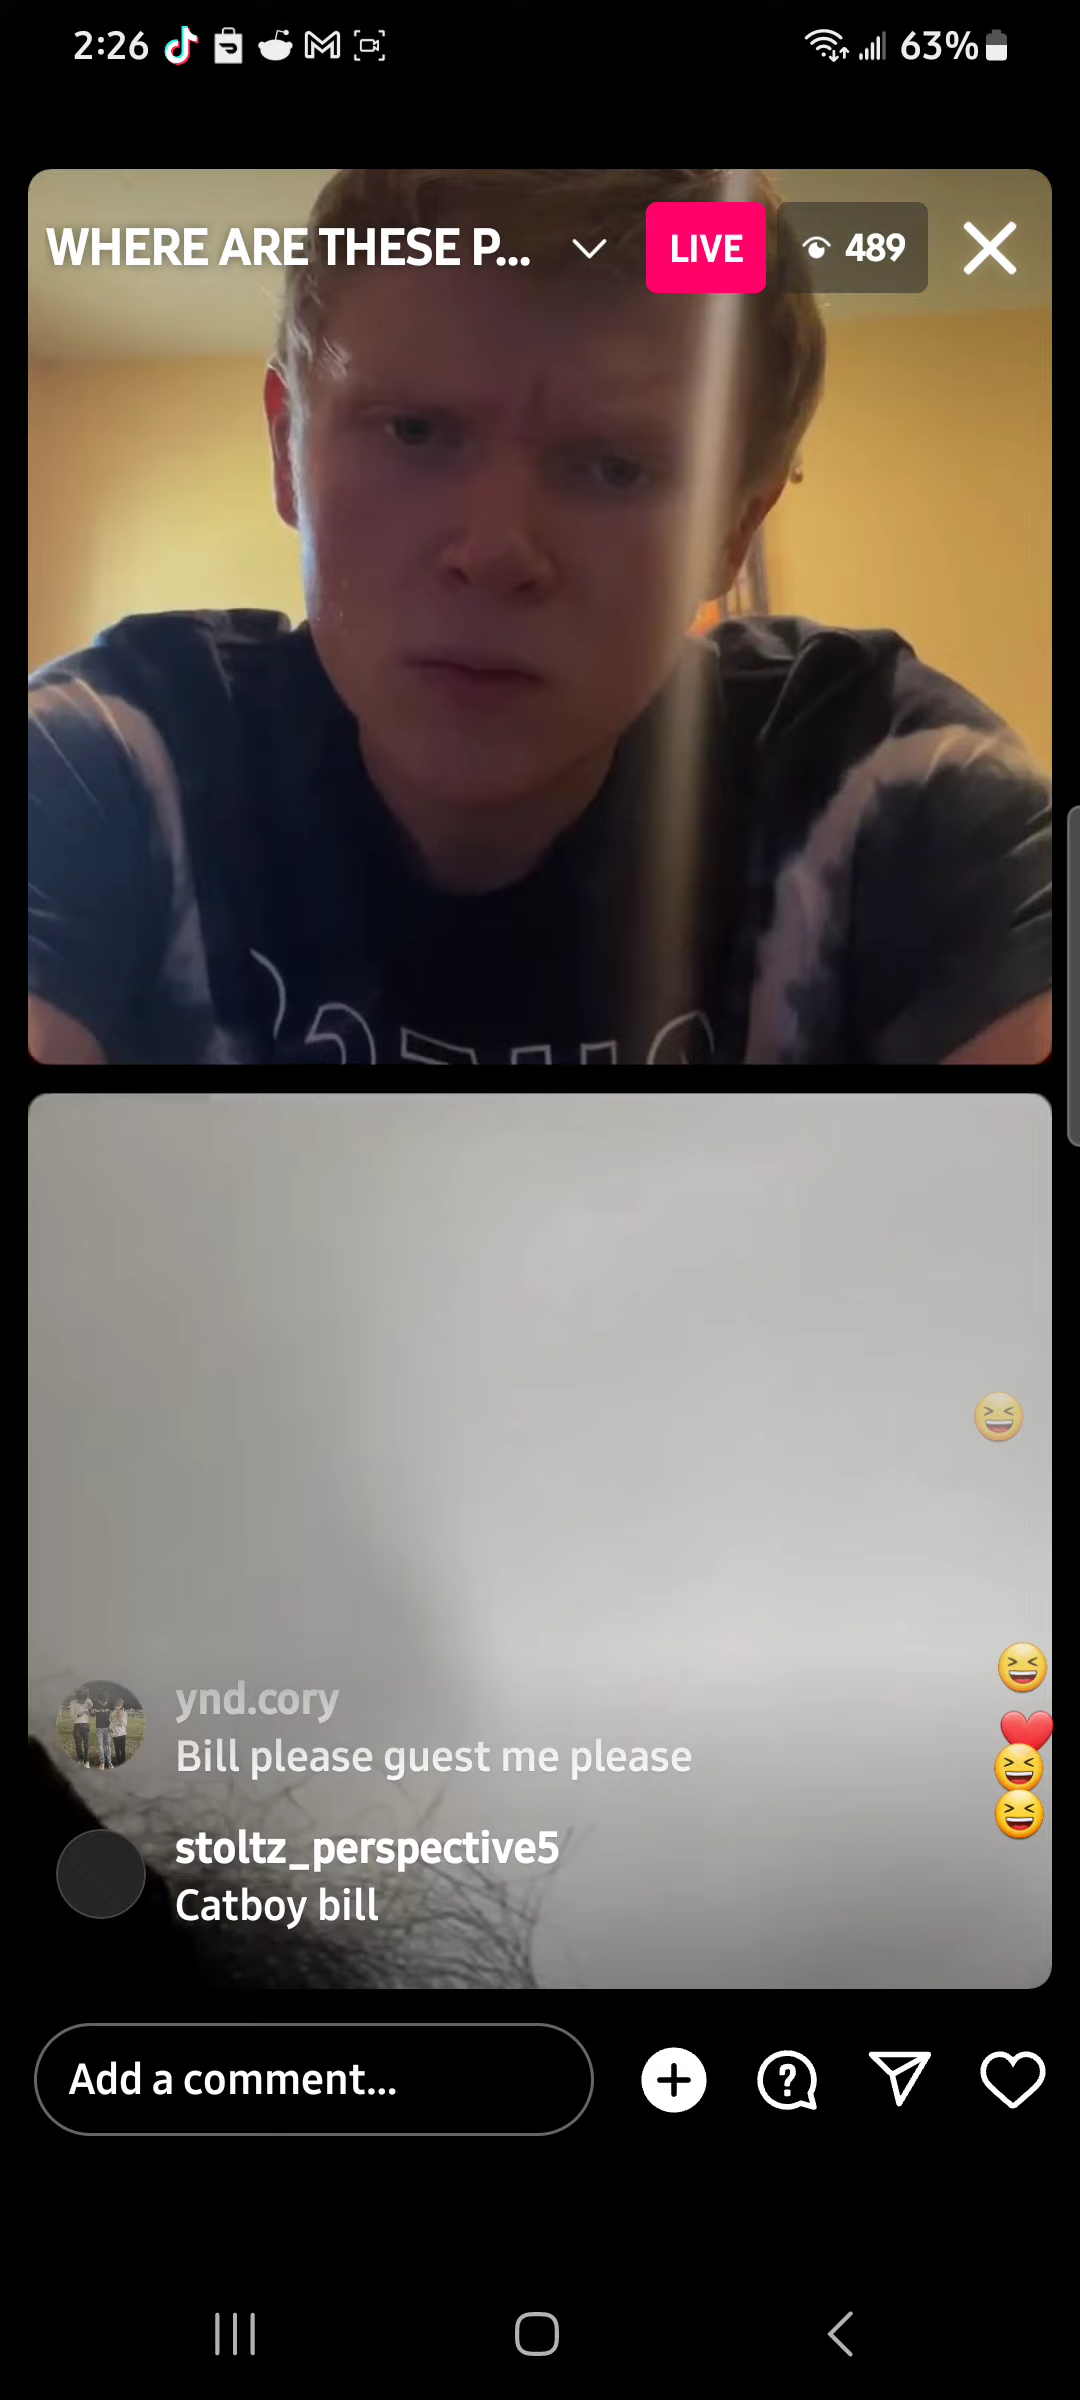 2:26
63%
WHERE ARE THESE P...
LIVE
489
ynd.cory
Bill please guest me please
stoltz_perspective5
Catboy bill
Add a comment...